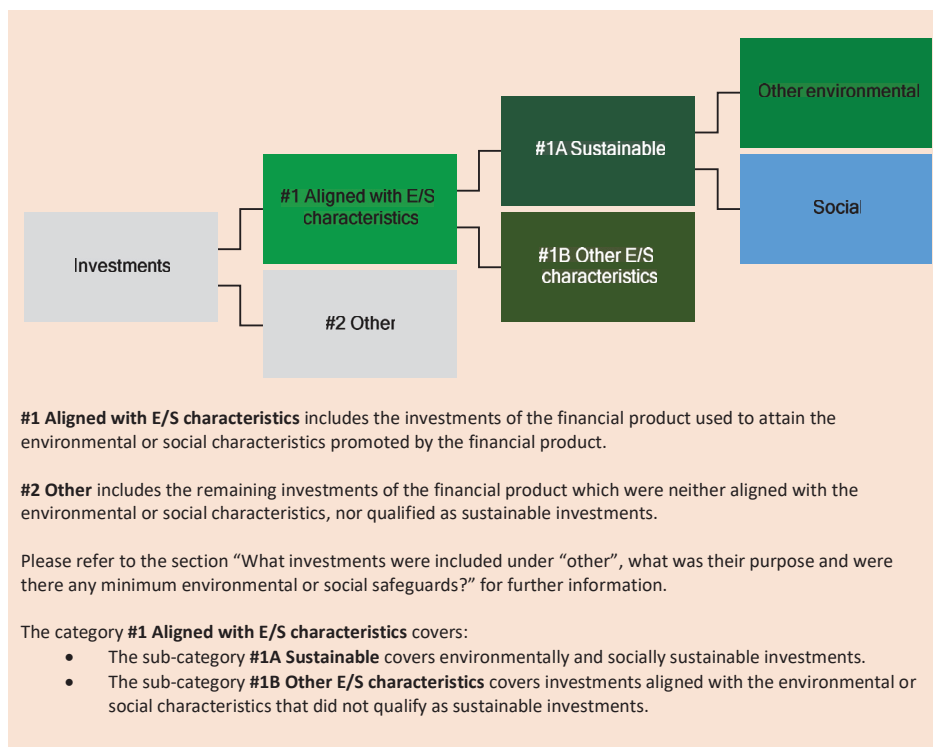 Other environmental
#1A Sustainable
#1 Aligned with E/S
characteristics
Social
Investments
#1B Other E/S
characteristics
#2 Other
#1 Aligned with E/S characteristics includes the investments of the financial product used to attain the
environmental or social characteristics promoted by the financial product.
#2 Other includes the remaining investments of the financial product which were neither aligned with the
environmental or social characteristics, nor qualified as sustainable investments.
Please refer to the section “What investments were included under “other”, what was their purpose and were
there any minimum environmental or social safeguards?” for further information.
The category #1 Aligned with E/S characteristics covers:
• The sub-category #1A Sustainable covers environmentally and socially sustainable investments.
• The sub-category #1B Other E/S characteristics covers investments aligned with the environmental or
social characteristics that did not qualify as sustainable investments.